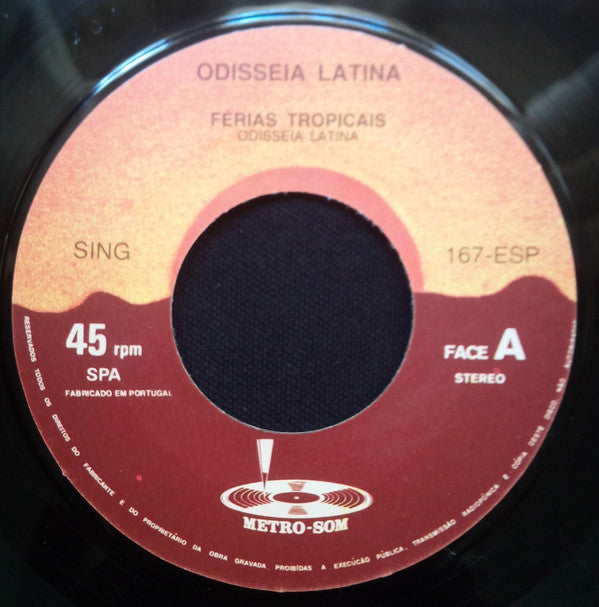 ODISSEIA LATINA
FÉRIAS TROPICAIS
ODISSEIA LATINA
SING
167-ESP
45 rpm
FACE A
SPA
STEREO
FABRICADO EM PORTUGAL
METRO-SOM
RESERVADOS TODOS OS DIREITOS DO FABRICANTE E DO PROPRIETÁRIO DA OBRA GRAVADA. PROIBIDAS A EXECUÇÃO PÚBLICA, TRANSMISSÃO RADIOFÓNICA E CÓPIA DESTE DISCO NÃO